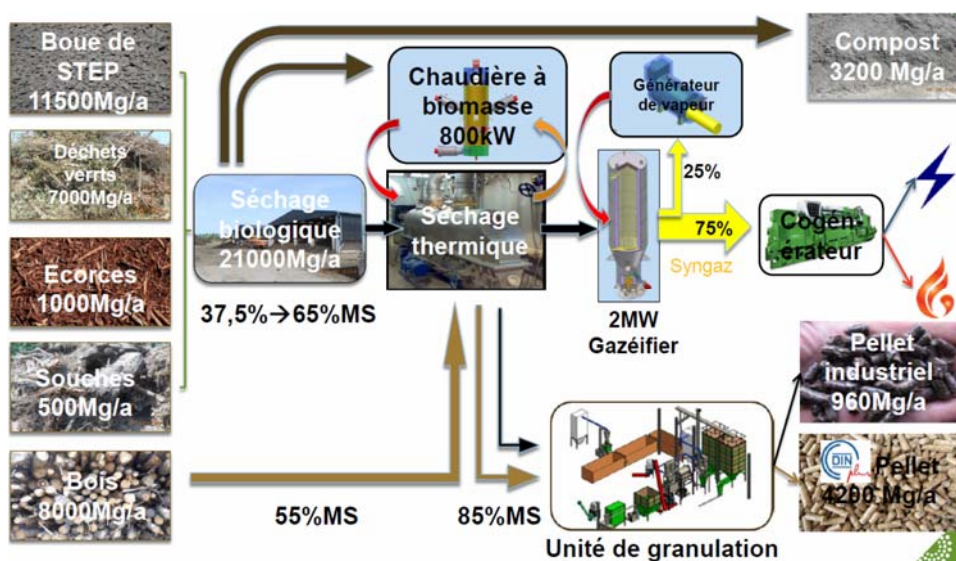 Boue de
STEP
11500Mg/a
Déchets
verrts
7000Mg/a
Ecorces
1000Mg/a
Souches
500Mg/a
Bois
8000Mg/a
Séchage
biologique
21000Mg/a
37,5%→65%MS
Chaudière à
biomasse
800kW
Séchage
thermique
55%MS
85%MS
Générateur
de vapeur
25%
75%
Syngaz
2MW
Gazéifier
Cogén-
érateur
Unité de granulation
Compost
3200 Mg/a
Pellet
industriel
960Mg/a
DIN
plus
Pellet
4200 Mg/a